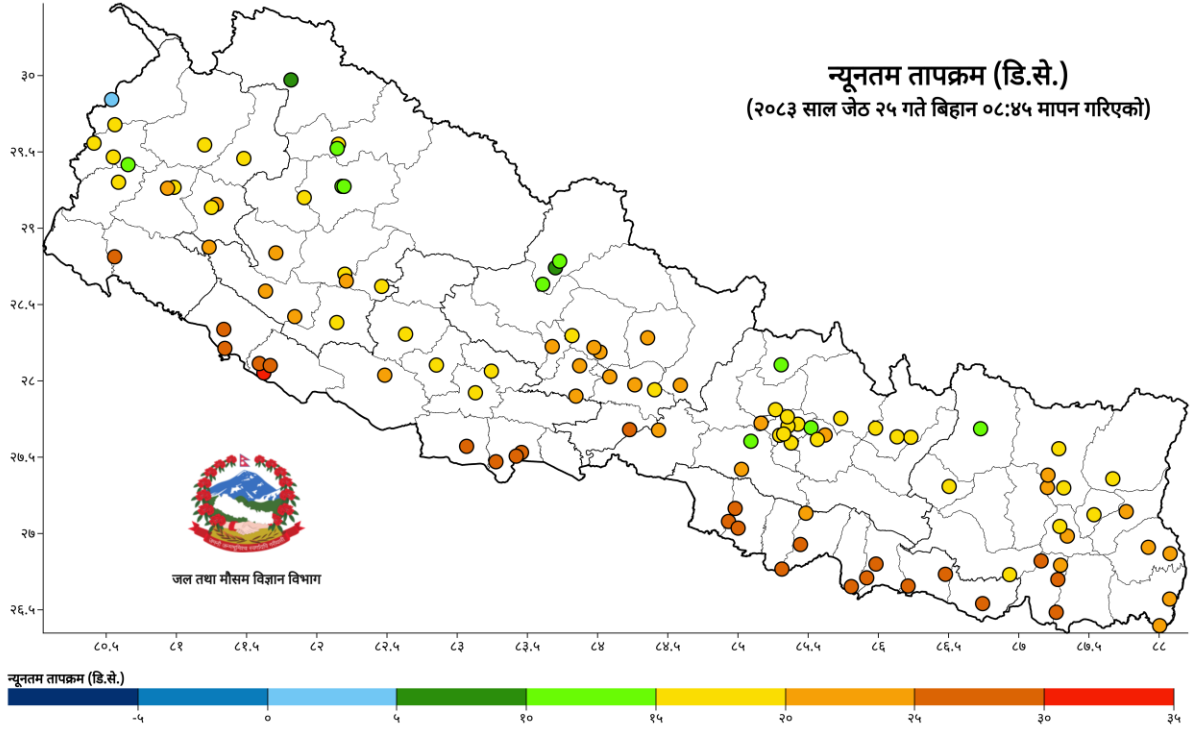 न्यूनतम तापक्रम (डि.से.)
(२०८३ साल जेठ २५ गते बिहान ०८:४५ मापन गरिएको)
३०
२९.५
२९
२८.५
२८
२७.५
२७
२६.५
जल तथा मौसम विज्ञान विभाग
८०.५ ८१ ८१.५ ८२ ८२.५ ८३ ८३.५ ८४ ८४.५ ८५ ८५.५ ८६ ८६.५ ८७ ८७.५ ८८
न्यूनतम तापक्रम (डि.से.)
-५ ० ५ १० १५ २० २५ ३० ३५